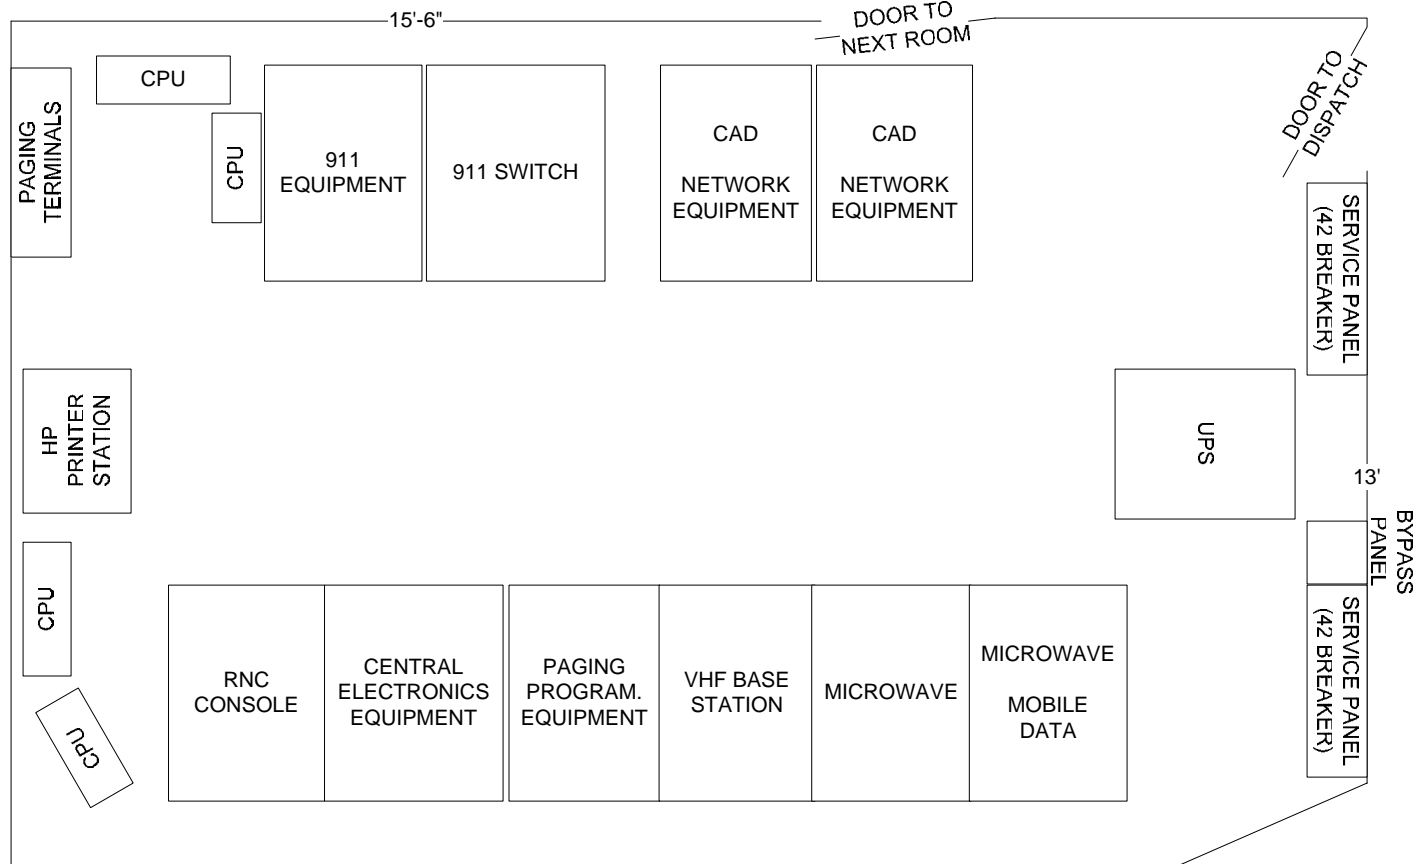 15'-6"
DOOR TO
NEXT ROOM
DOOR TO
DISPATCH
CPU
PAGING
TERMINALS
CPU
911
EQUIPMENT
911 SWITCH
CAD
NETWORK
EQUIPMENT
CAD
NETWORK
EQUIPMENT
SERVICE PANEL
(42 BREAKER)
HP
PRINTER
STATION
UPS
13'
BYPASS
PANEL
CPU
CPU
RNC
CONSOLE
CENTRAL
ELECTRONICS
EQUIPMENT
PAGING
PROGRAM.
EQUIPMENT
VHF BASE
STATION
MICROWAVE
MICROWAVE
MOBILE
DATA
SERVICE PANEL
(42 BREAKER)